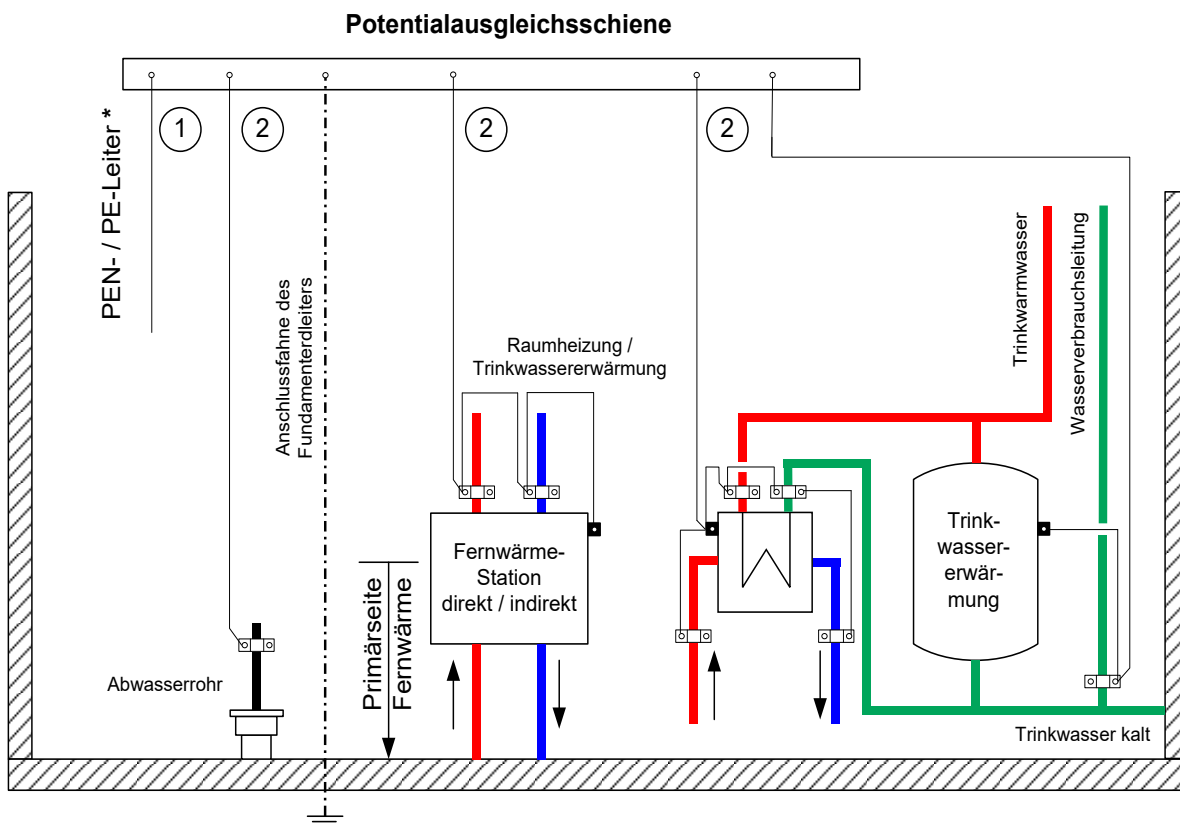 Potentialausgleichsschiene
PEN- / PE-Leiter *
1
2
2
2
Anschlussfahne des
Fundamenterdleiters
Raumheizung /
Trinkwassererwärmung
Trinkwarmwasser
Wasserverbrauchsleitung
Fernwärme-
Station
direkt / indirekt
Trink-
wasser-
erwär-
mung
Primärseite
Fernwärme
Abwasserrohr
Trinkwasser kalt